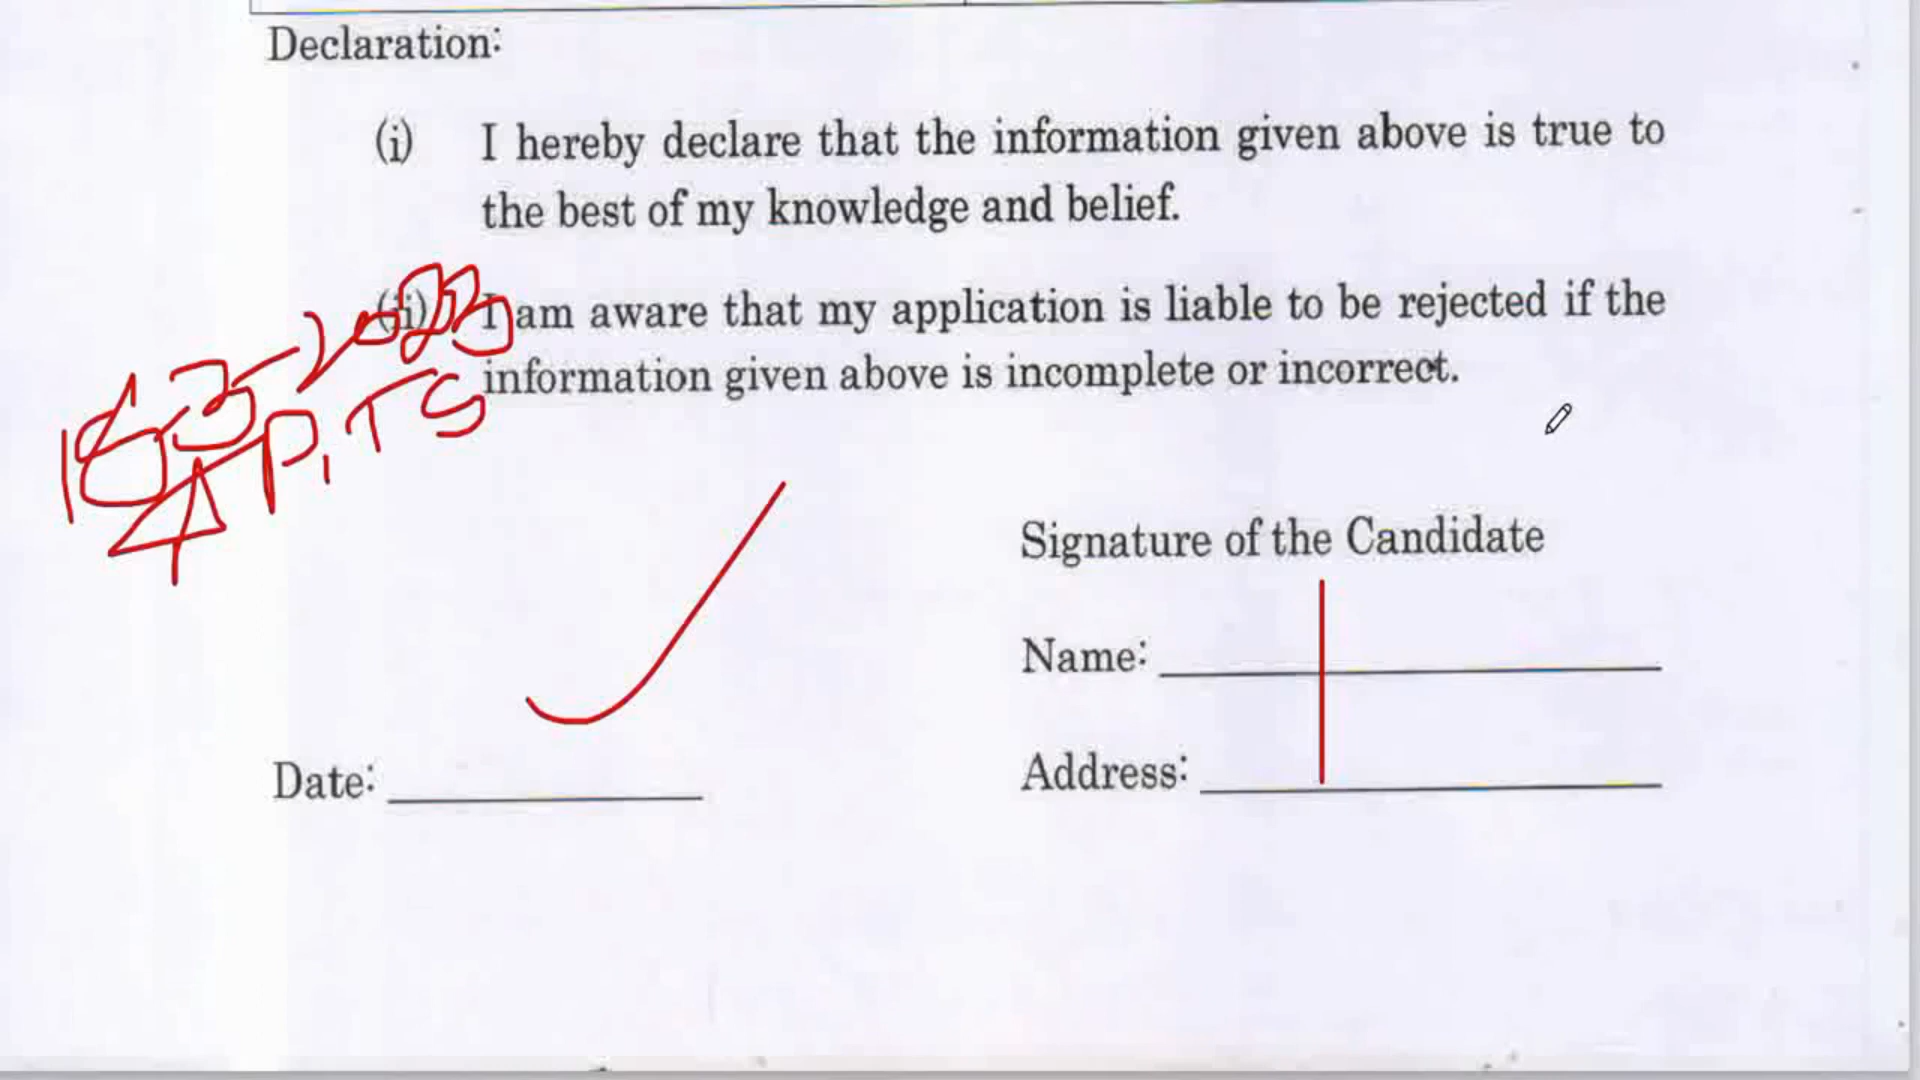 Declaration:
(i) I hereby declare that the information given above is true to
the best of my knowledge and belief.
(ii) I am aware that my application is liable to be rejected if the
information given above is incomplete or incorrect.
Signature of the Candidate
Name:
Address:
Date: